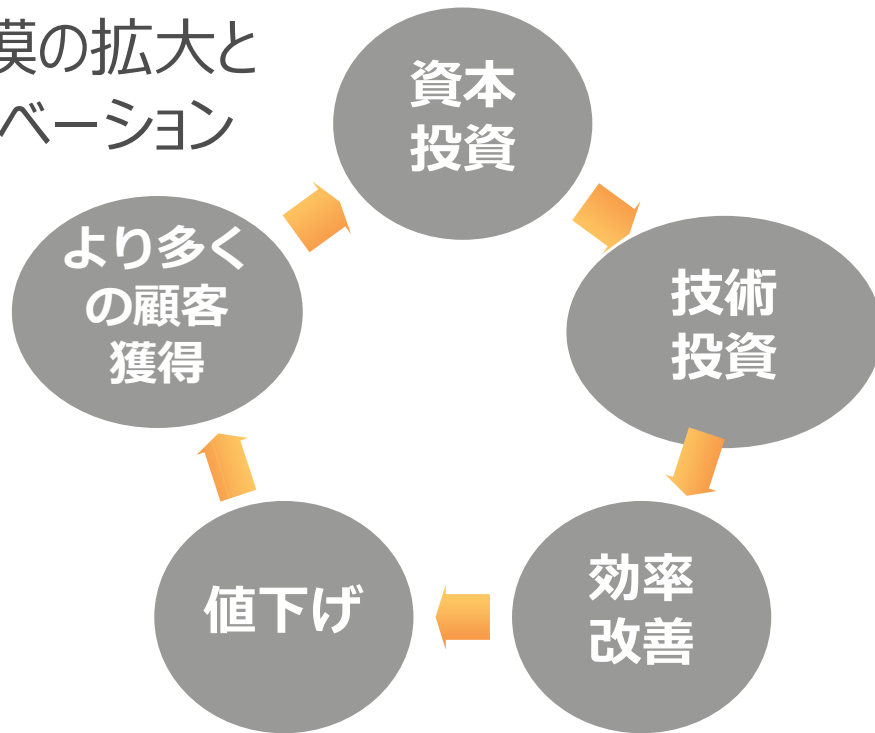 模の拡大と
ベーション
資本
投資
技術
投資
効率
改善
値下げ
より多く
の顧客
獲得